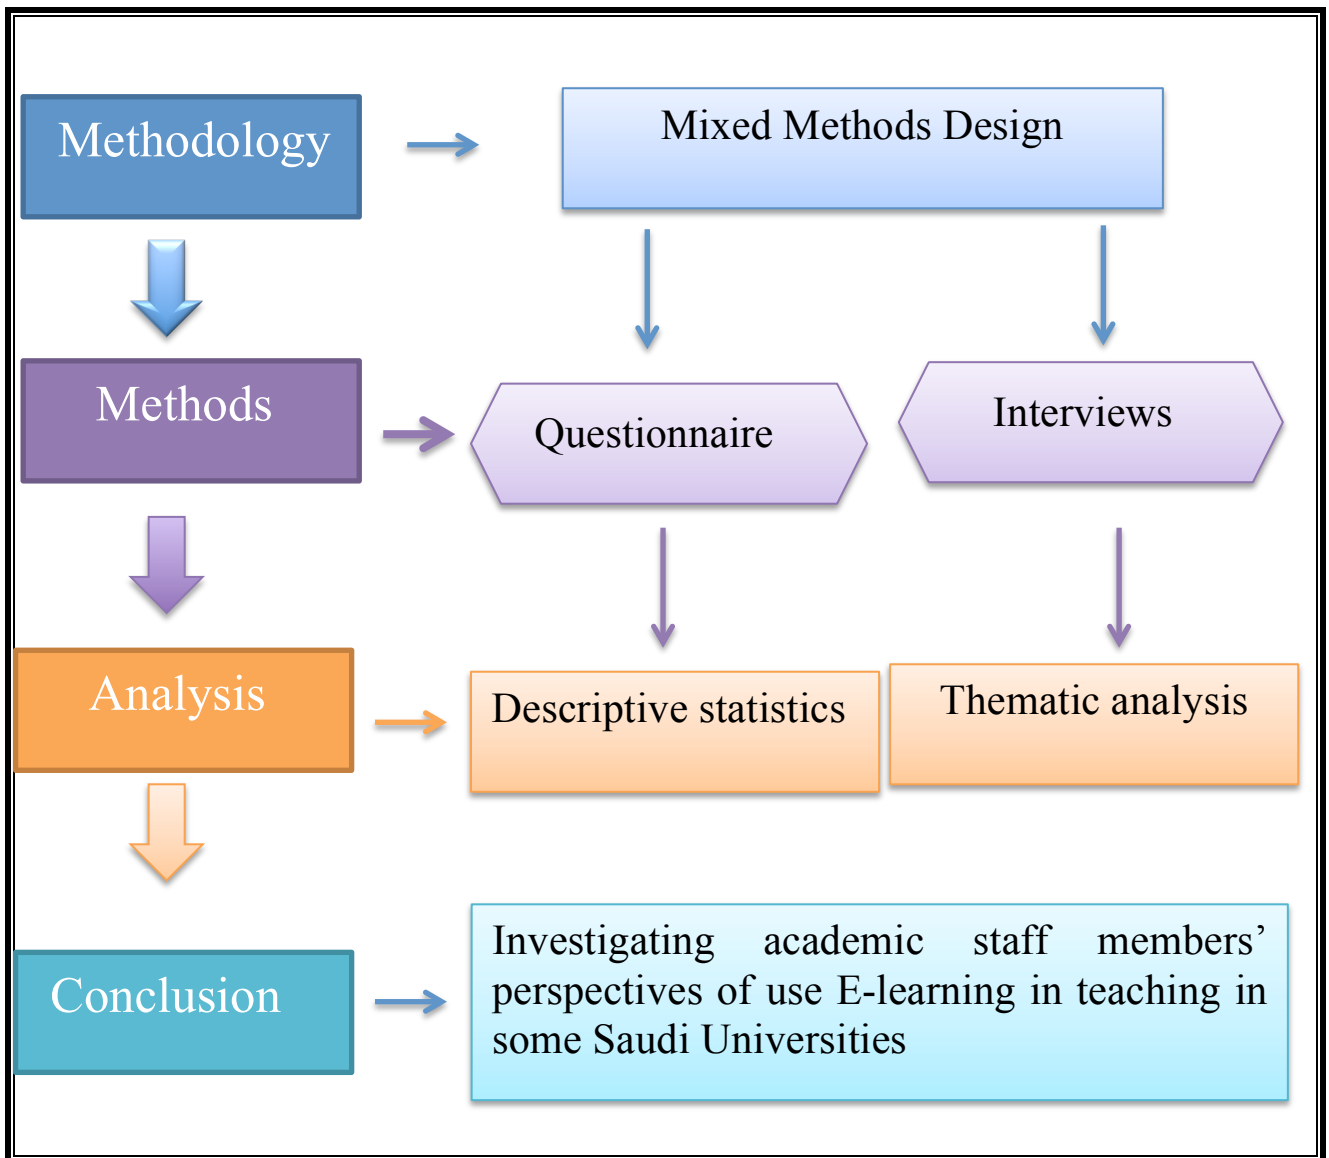 Methodology
Mixed Methods Design
Methods
Questionnaire
Interviews
Analysis
Descriptive statistics
Thematic analysis
Conclusion
Investigating academic staff members’
perspectives of use E-learning in teaching in
some Saudi Universities